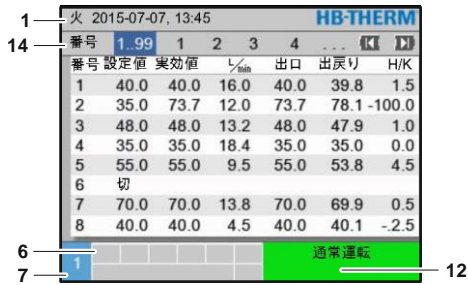 1 火 2015-07-07, 13:45 HB-THERM
14 番号 1..99 1 2 3 4 ...
番号 設定値 実効値 L/min 出口 出戻り H/K
1 40.0 40.0 16.0 40.0 39.8 1.5
2 35.0 73.7 12.0 73.7 78.1 -100.0
3 48.0 48.0 13.2 48.0 47.9 1.0
4 35.0 35.0 18.4 35.0 35.0 0.0
5 55.0 55.0 9.5 55.0 53.8 4.5
6 切
7 70.0 70.0 13.8 70.0 69.9 0.5
8 40.0 40.0 4.5 40.0 40.1 -.2.5
6 通常運転
7 1 12